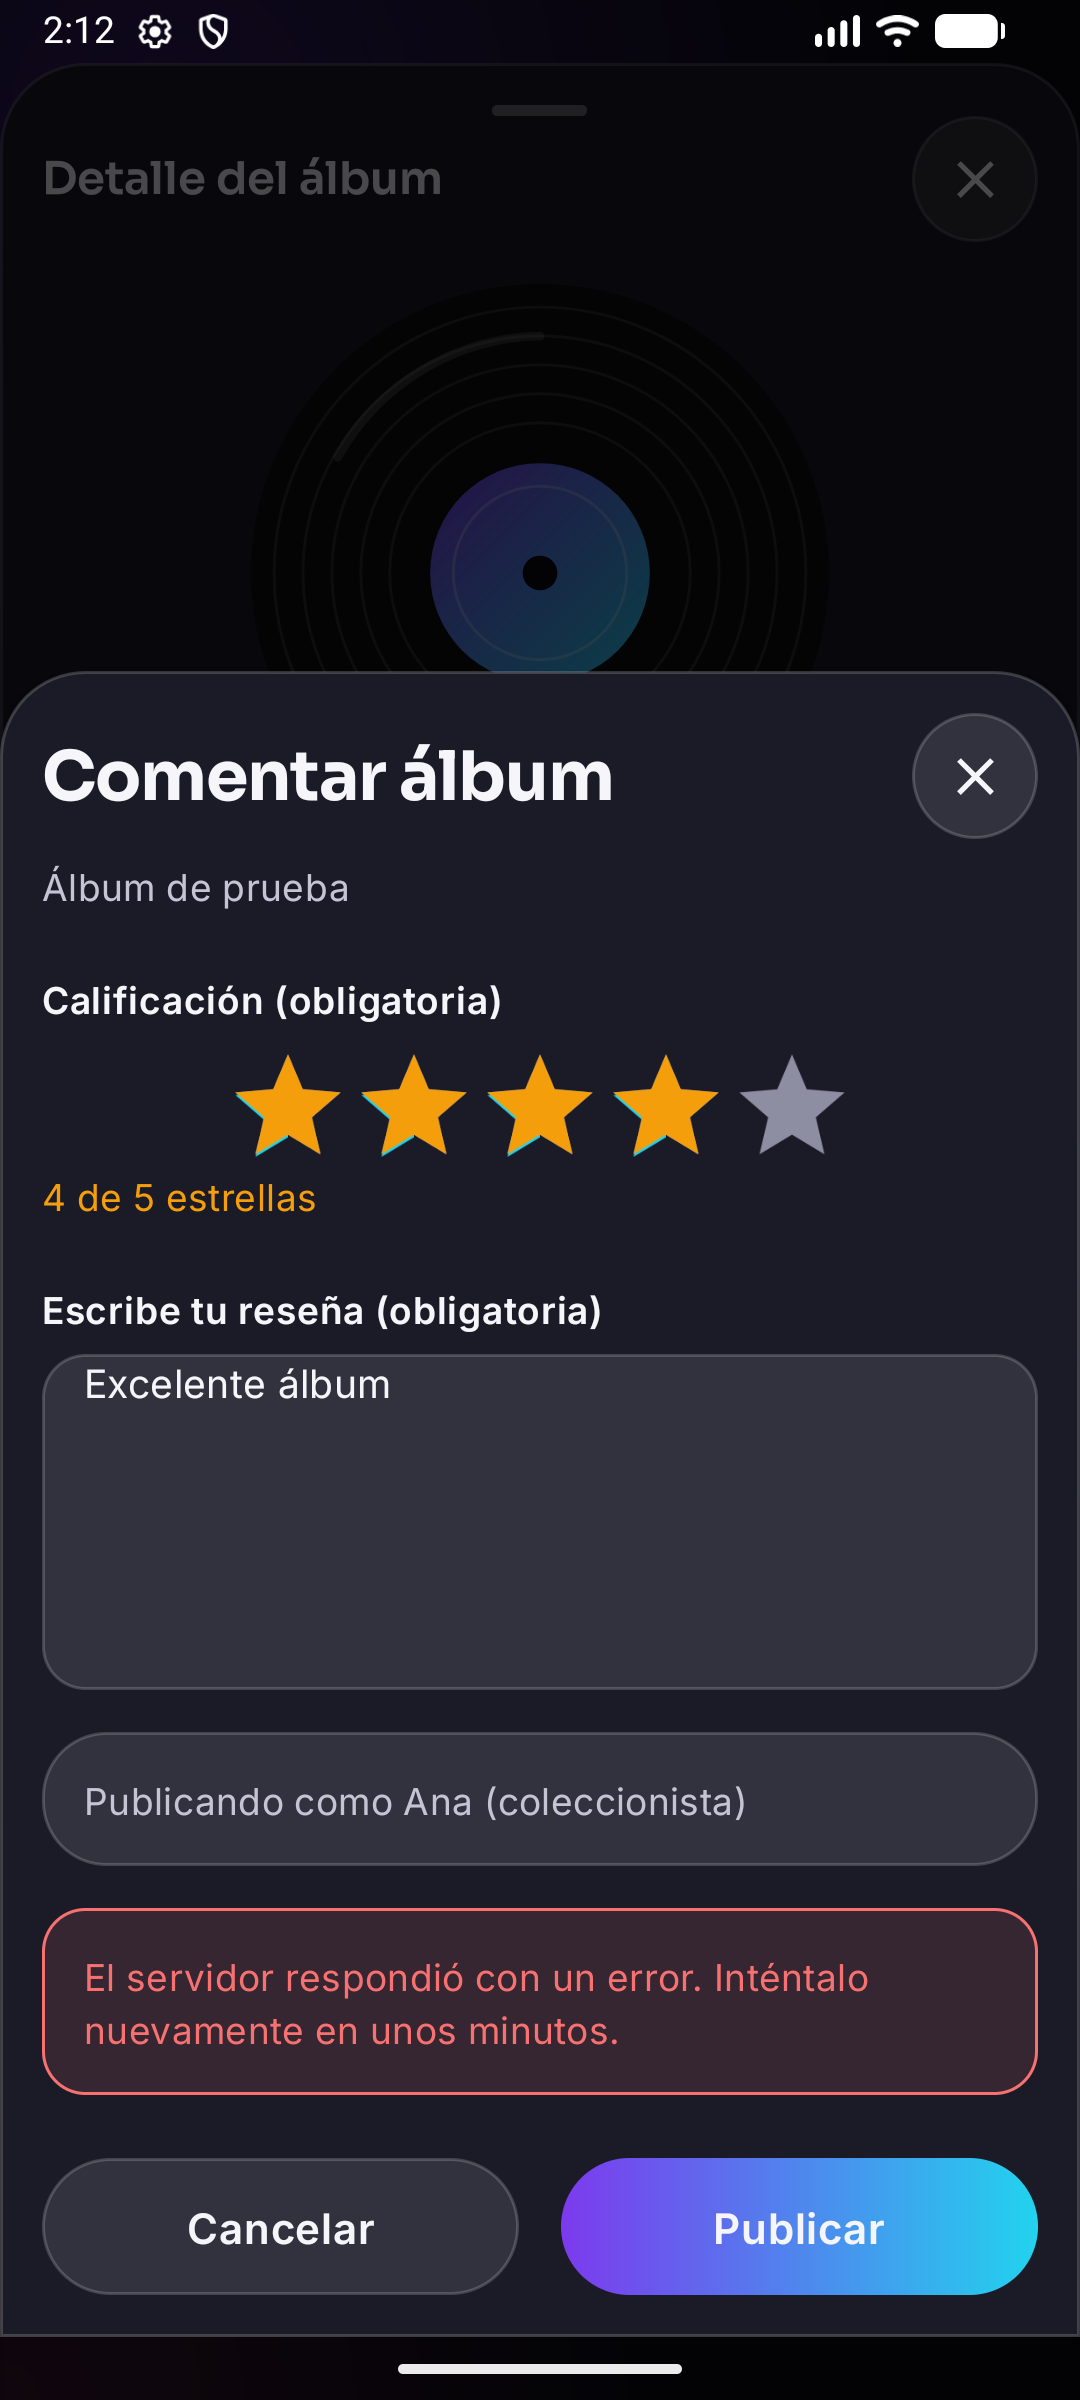 2:12
Detalle del álbum
Comentar álbum
Álbum de prueba
Calificación (obligatoria)
4 de 5 estrellas
Escribe tu reseña (obligatoria)
Excelente álbum
Publicando como Ana (coleccionista)
El servidor respondió con un error. Inténtalo
nuevamente en unos minutos.
Cancelar
Publicar